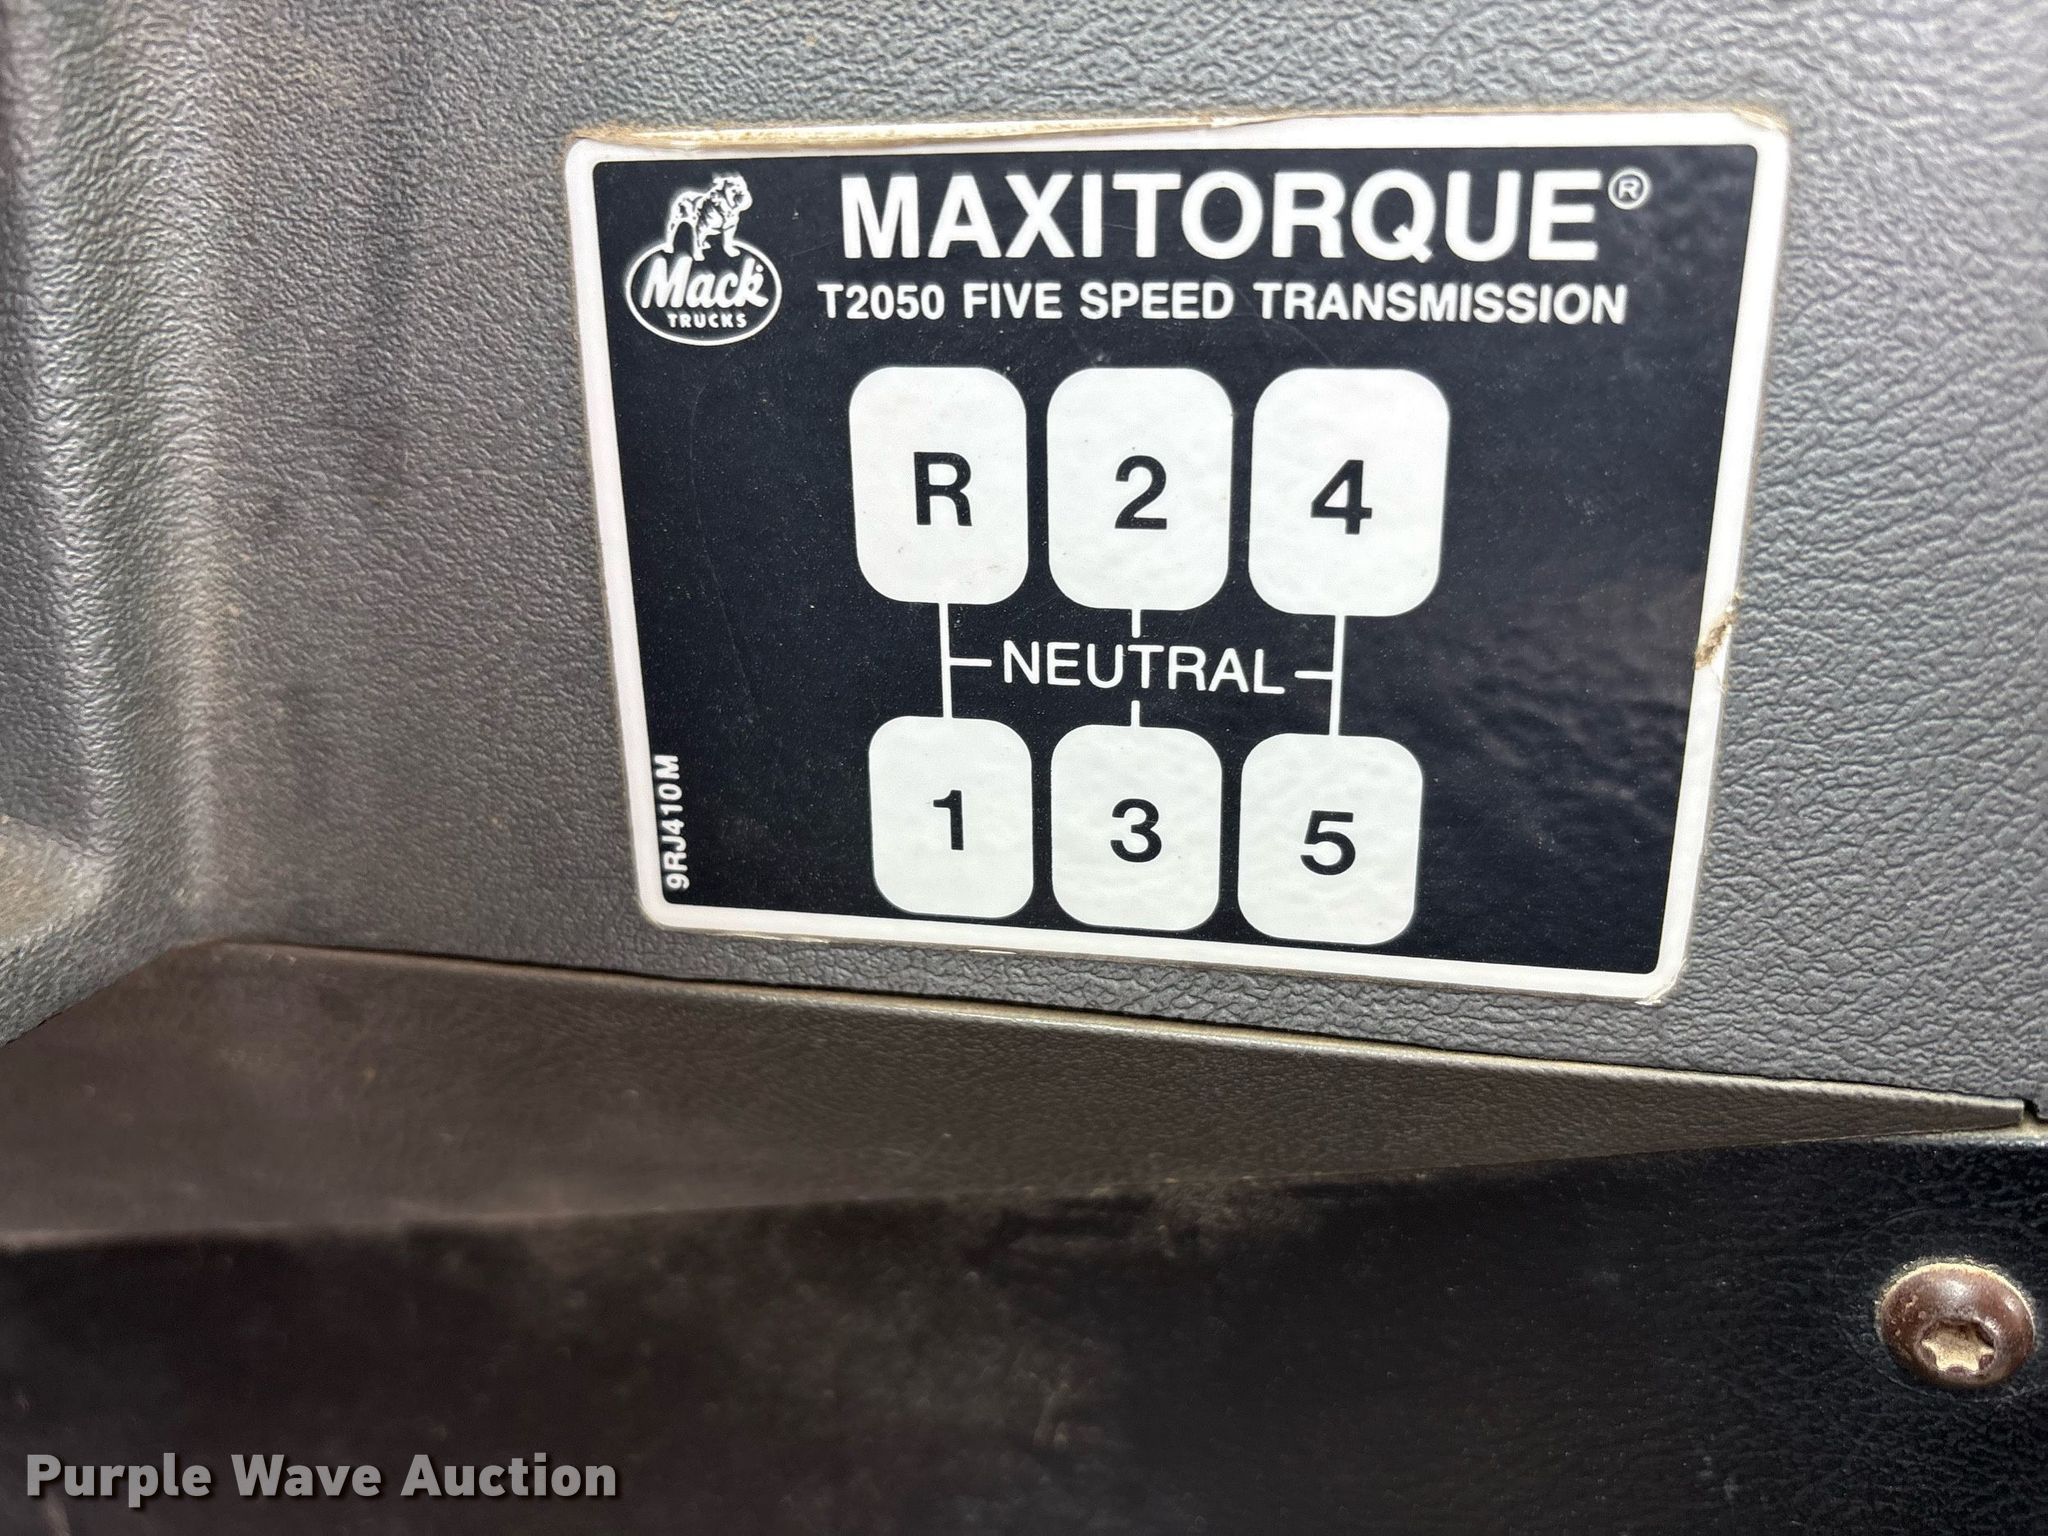 MAXITORQUE®
Mack
TRUCKS
T2050 FIVE SPEED TRANSMISSION
R 2 4
NEUTRAL
1 3 5
9RJ410M
Purple Wave Auction